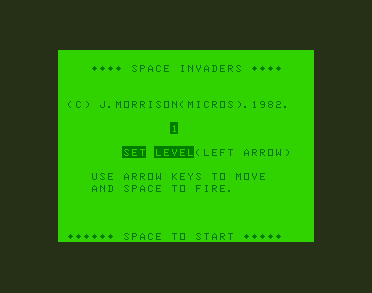 ♦♦♦♦ SPACE INVADERS ♦♦♦♦
(C) J.MORRISON(MICROS).1982.
1
SET LEVEL(LEFT ARROW)
USE ARROW KEYS TO MOVE
AND SPACE TO FIRE.
♦♦♦♦♦♦ SPACE TO START ♦♦♦♦♦